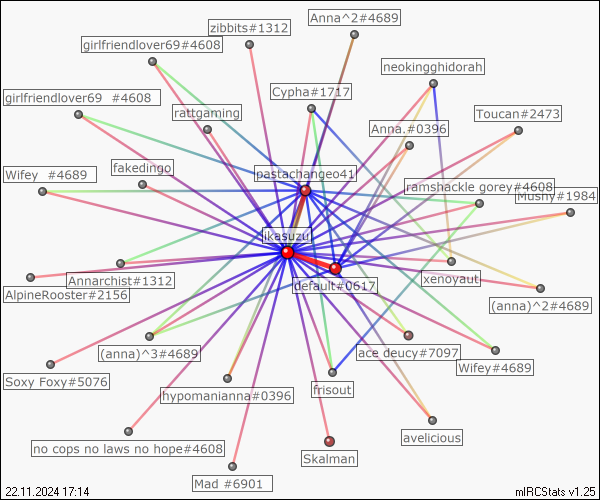 Anna^2#4689
zibbits#1312
girlfriendlover69#4608
neokingghidorah
Cypha#1717
girlfriendlover69 #4608
rattgaming
Toucan#2473
Anna.#0396
fakedingo
pastachangeo41
Wifey #4689
ramshackle gorey#4608
Mushy#1984
ikasuzu
xenoyaut
Annarchist#1312
default#0617
AlpineRooster#2156
(anna)^2#4689
(anna)^3#4689
ace deucy#7097
Wifey#4689
Soxy Foxy#5076
hypomanianna#0396
frisout
avelicious
no cops no laws no hope#4608
Skalman
Mad #6901
22.11.2024 17:14
mIRCStats v1.25